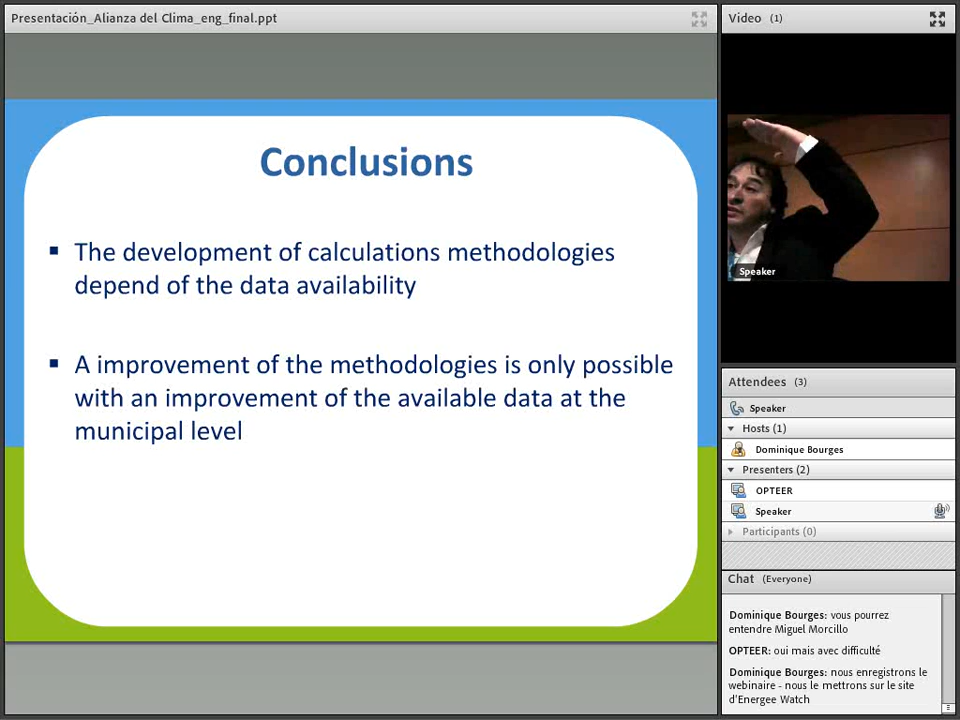 Presentación_Alianza del Clima_eng_final.ppt
Conclusions
▪ The development of calculations methodologies
depend of the data availability
▪ A improvement of the methodologies is only possible
with an improvement of the available data at the
municipal level
Video (1)
Speaker
Attendees (3)
Speaker
Hosts (1)
Dominique Bourges
Presenters (2)
OPTEER
Speaker
Participants (0)
Chat (Everyone)
Dominique Bourges: vous pourrez
entendre Miguel Morcillo
OPTEER: oui mais avec difficulté
Dominique Bourges: nous enregistrons le
webinaire - nous le mettrons sur le site
d'Energee Watch